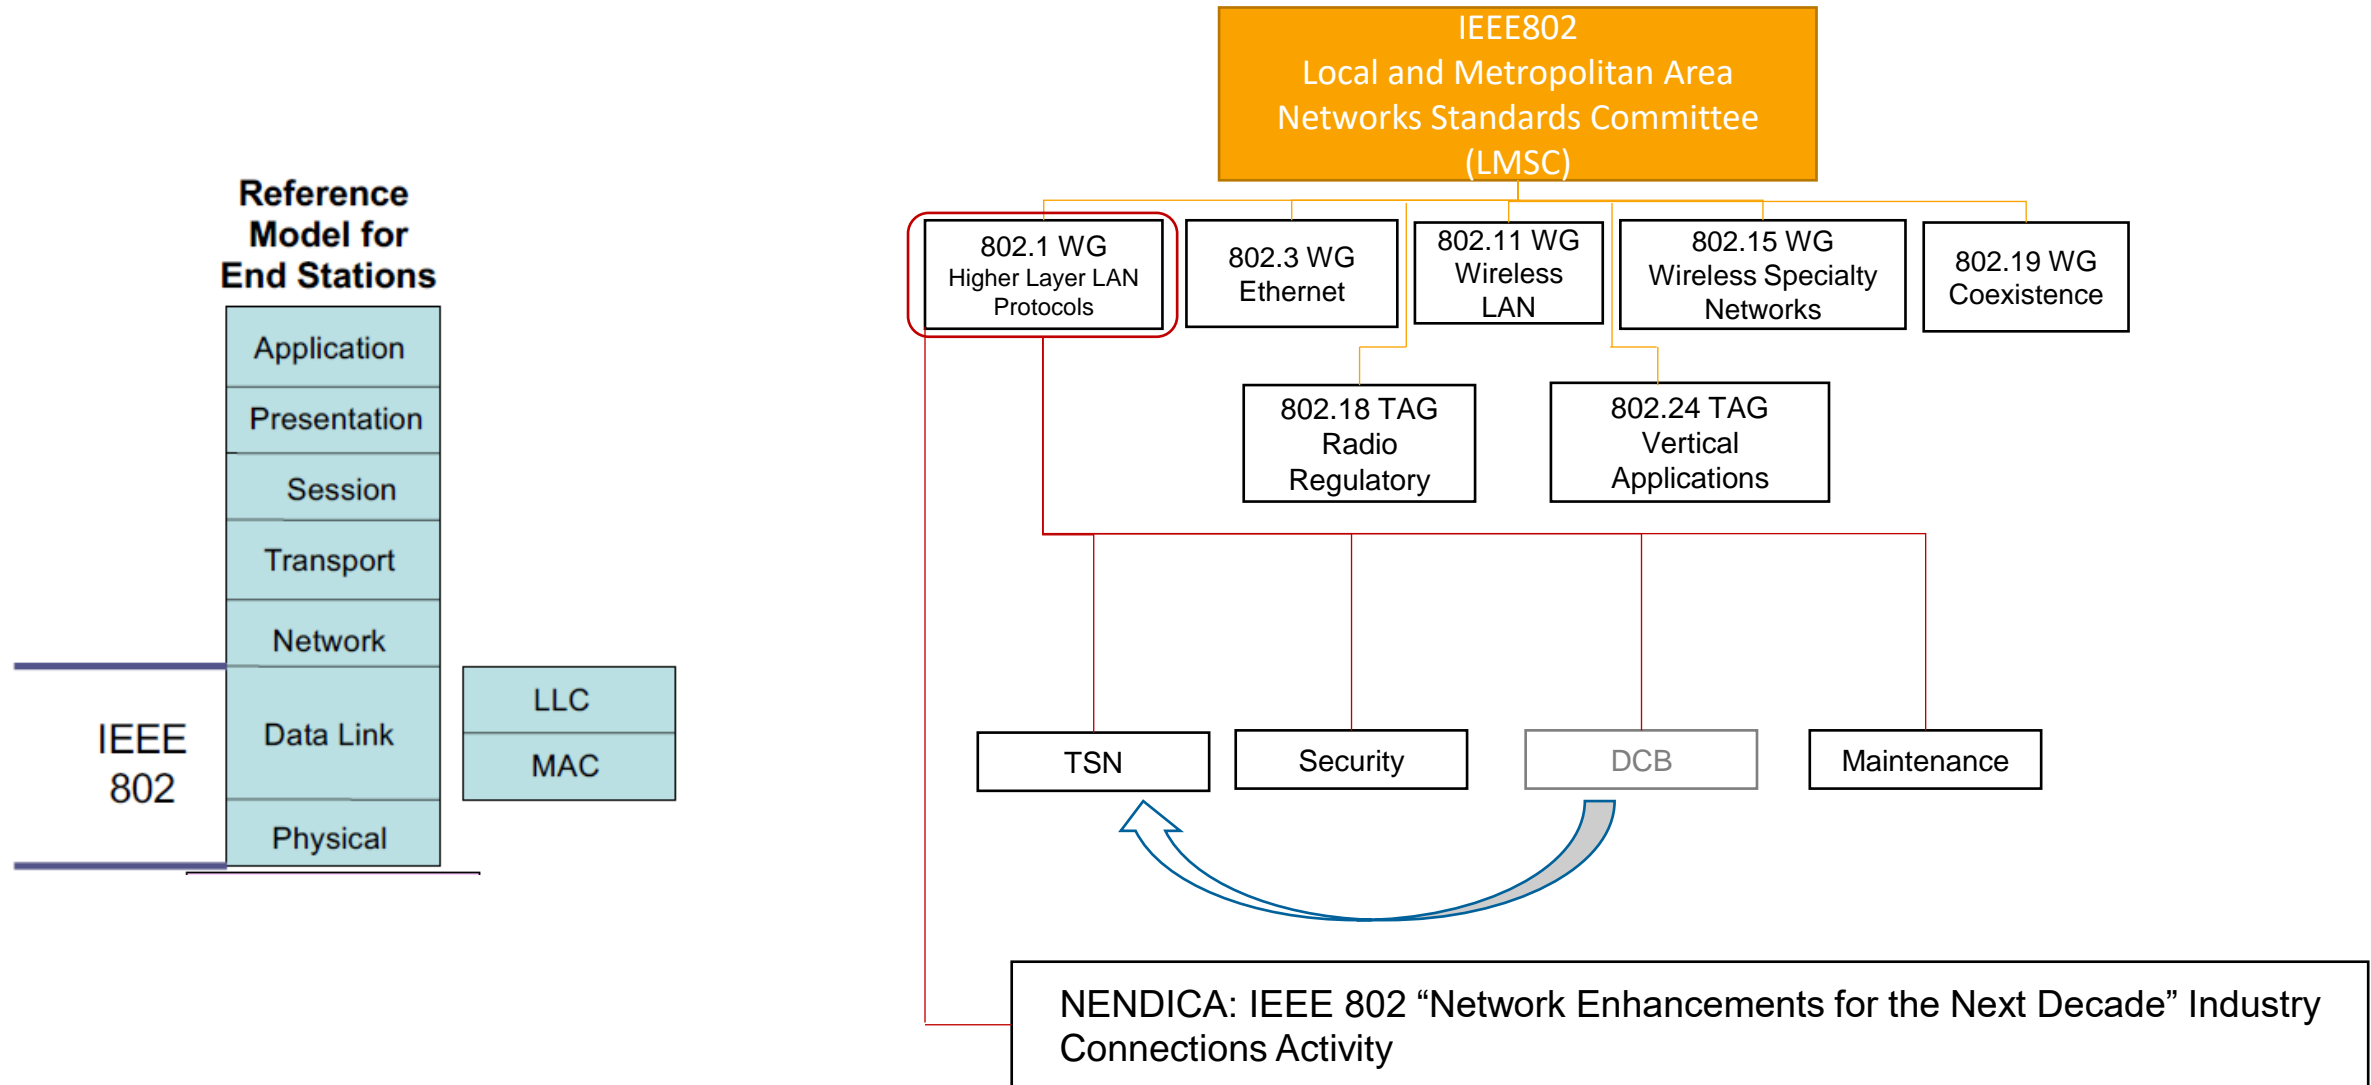 IEEE802
Local and Metropolitan Area
Networks Standards Committee
(LMSC)
Reference
Model for
End Stations
Application
Presentation
Session
Transport
Network
Data Link
Physical
IEEE
802
LLC
MAC
802.1 WG
Higher Layer LAN
Protocols
802.3 WG
Ethernet
802.11 WG
Wireless
LAN
802.15 WG
Wireless Specialty
Networks
802.19 WG
Coexistence
802.18 TAG
Radio
Regulatory
802.24 TAG
Vertical
Applications
TSN
Security
DCB
Maintenance
NENDICA: IEEE 802 “Network Enhancements for the Next Decade” Industry
Connections Activity